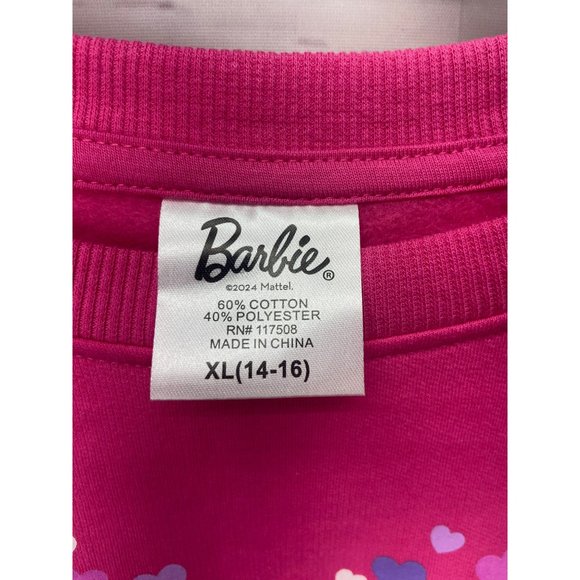 Barbie®
©2024 Mattel.
60% COTTON
40% POLYESTER
RN# 117508
MADE IN CHINA
XL(14-16)